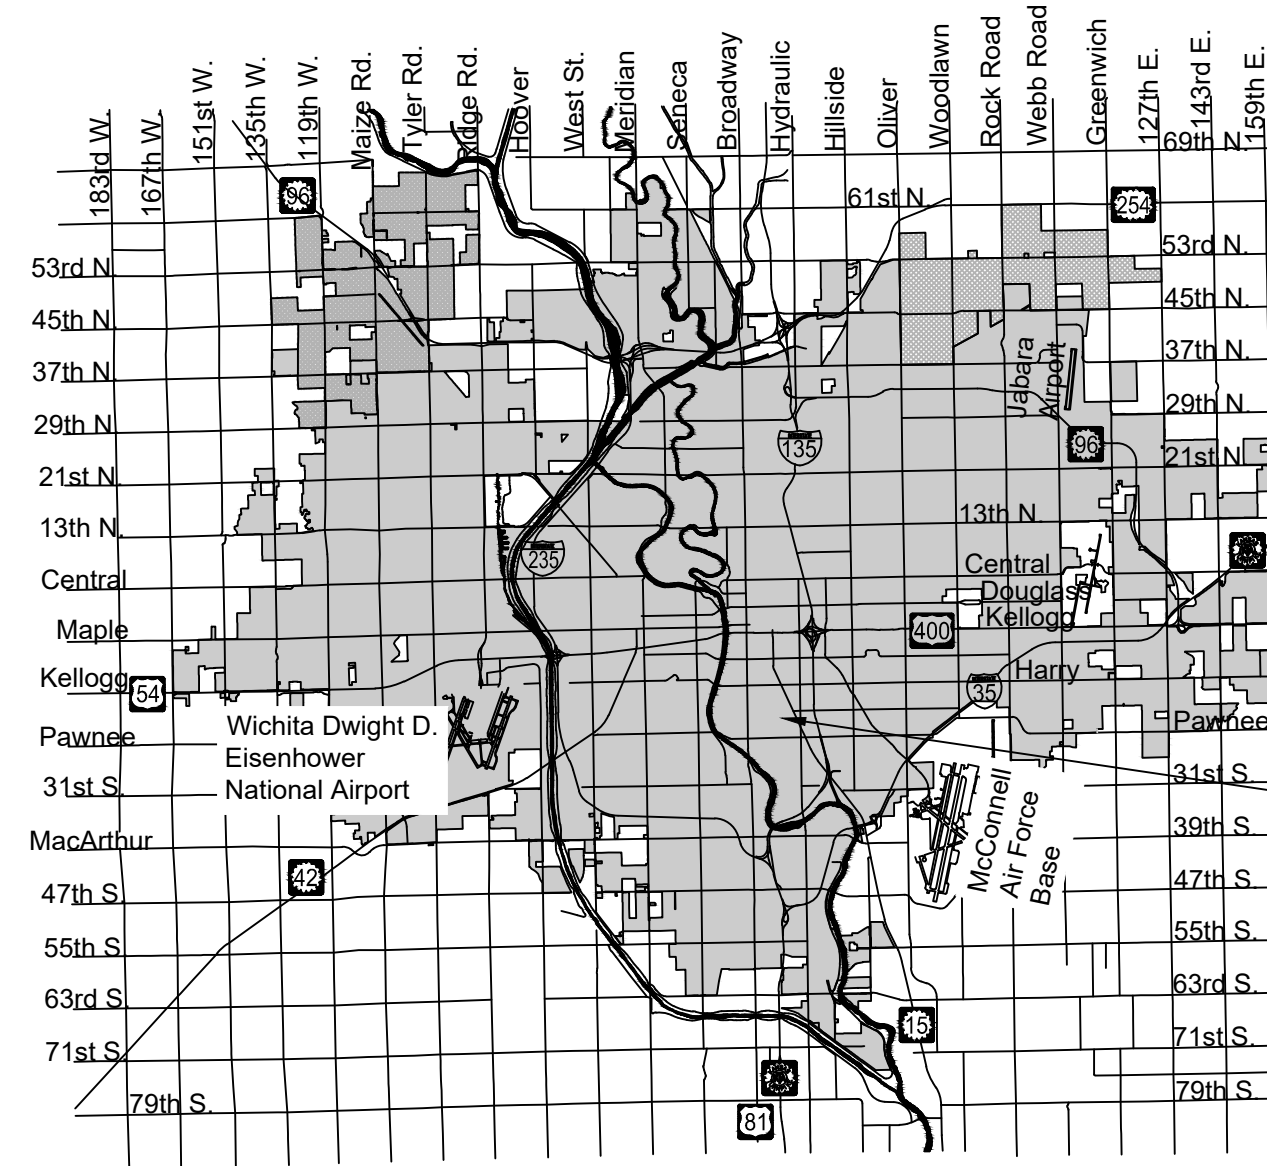 183rd W.
167th W.
151st W.
135th W.
119th W.
Maize Rd.
Tyler Rd.
Ridge Rd.
Hoover
West St.
Meridian
Seneca
Broadway
Hydraulic
Hillside
Oliver
Woodlawn
Rock Road
Webb Road
Greenwich
127th E.
143rd E.
159th E.
69th N.
96
61st N.
254
53rd N.
53rd N.
45th N.
45th N.
37th N.
37th N.
Jabara
Airport
29th N.
29th N.
135
96
21st N.
21st N.
13th N.
13th N.
235
Central
Central
Douglass
Maple
Kellogg
400
Kellogg
54
Harry
35
Wichita Dwight D.
Eisenhower
National Airport
Pawnee
Pawnee
31st S.
31st S.
McConnell
Air Force
Base
MacArthur
39th S.
42
47th S.
47th S.
55th S.
55th S.
63rd S.
63rd S.
15
71st S.
71st S.
79th S.
79th S.
81